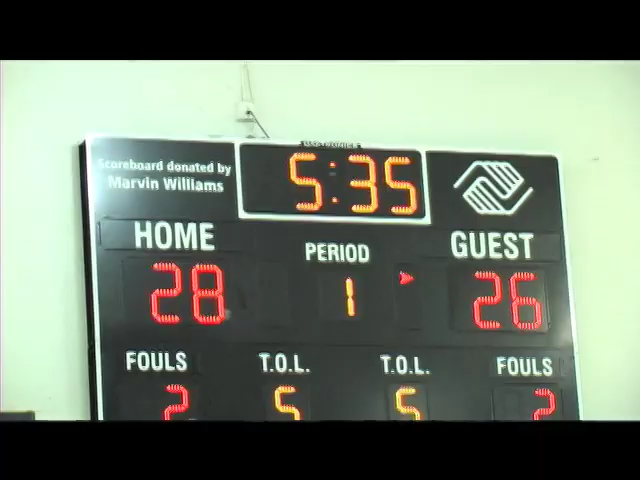 DAKTRONICS
Scoreboard donated by
Marvin Williams
5:35
HOME
PERIOD
GUEST
28
1
26
FOULS
T.O.L.
T.O.L.
FOULS
2
5
5
2